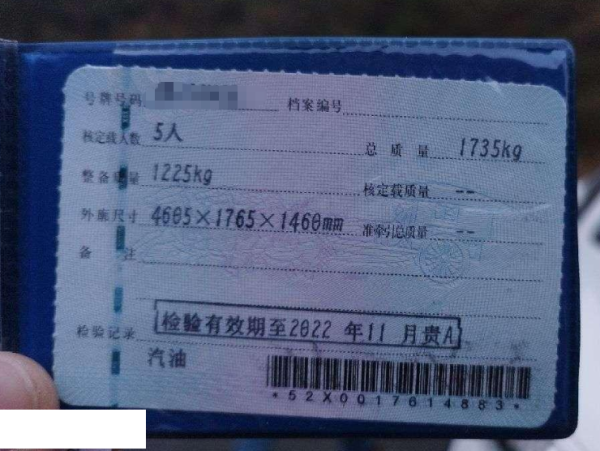 号牌号码 档案编号
核定载人数 5人 总质量 1735kg
整备质量 1225kg 核定载质量 --
外廓尺寸 4605×1765×1460mm 准牵引总质量 --
备注
检验记录 检验有效期至2022年11月贵A
汽油
*52X0017614883*